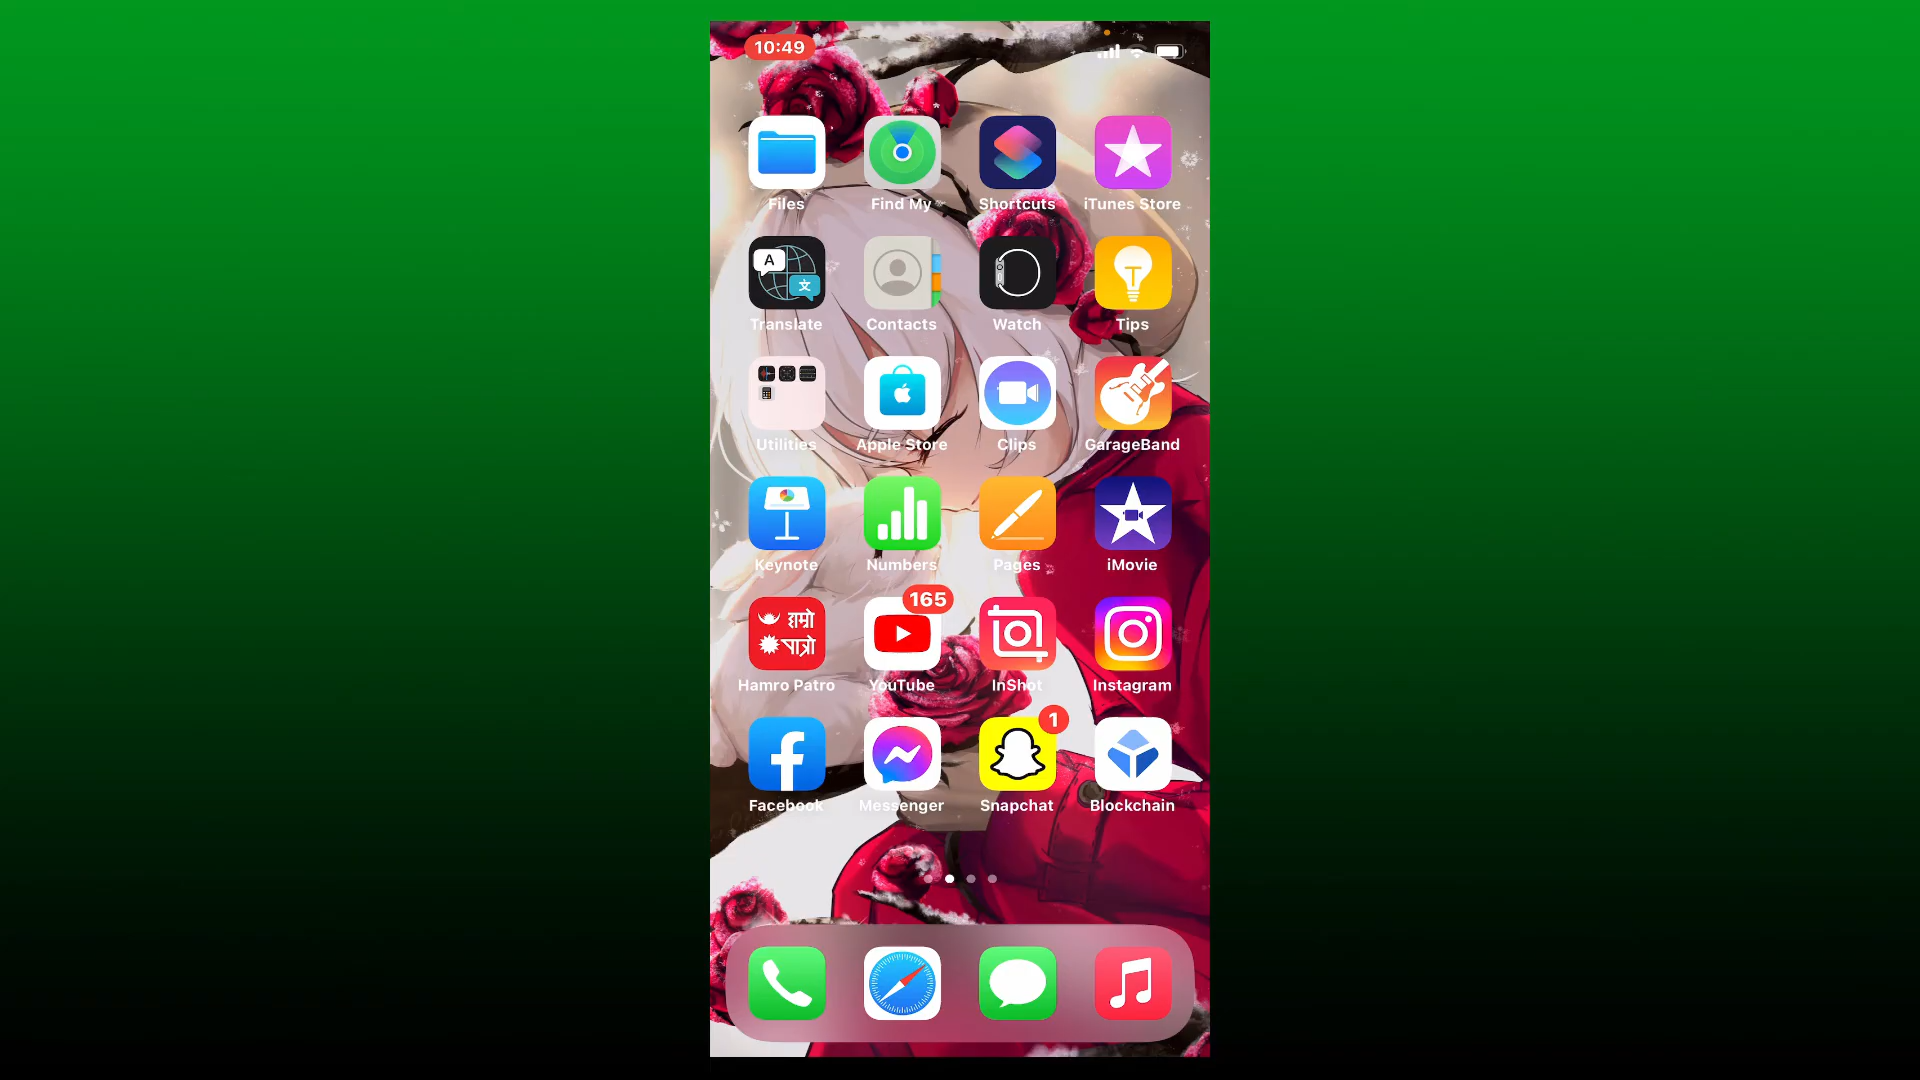 10:49
Files Find My Shortcuts iTunes Store
A
文
Translate Contacts Watch Tips
Utilities Apple Store Clips GarageBand
Keynote Numbers Pages iMovie
165
हाम्रो
पात्रो
Hamro Patro YouTube InShot Instagram
1
Facebook Messenger Snapchat Blockchain